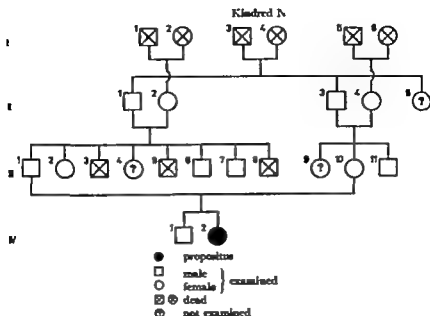 Kindred
I
1 2 3 4 5 6
II
1 2 3 4 5 ?
III
1 2 3 4 ? 5 6 7 8 9 ? 10 11
IV
1 2
propositus
male
female } examined
dead
? not examined